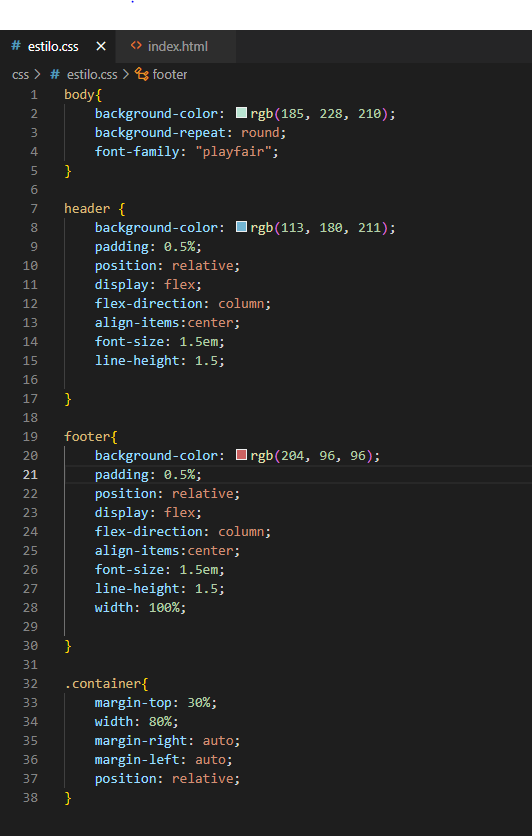 # estilo.css × <> index.html
css > # estilo.css > footer
1 body{
2 background-color: rgb(185, 228, 210);
3 background-repeat: round;
4 font-family: "playfair";
5 }
6
7 header {
8 background-color: rgb(113, 180, 211);
9 padding: 0.5%;
10 position: relative;
11 display: flex;
12 flex-direction: column;
13 align-items:center;
14 font-size: 1.5em;
15 line-height: 1.5;
16
17 }
18
19 footer{
20 background-color: rgb(204, 96, 96);
21 padding: 0.5%;
22 position: relative;
23 display: flex;
24 flex-direction: column;
25 align-items:center;
26 font-size: 1.5em;
27 line-height: 1.5;
28 width: 100%;
29
30 }
31
32 .container{
33 margin-top: 30%;
34 width: 80%;
35 margin-right: auto;
36 margin-left: auto;
37 position: relative;
38 }